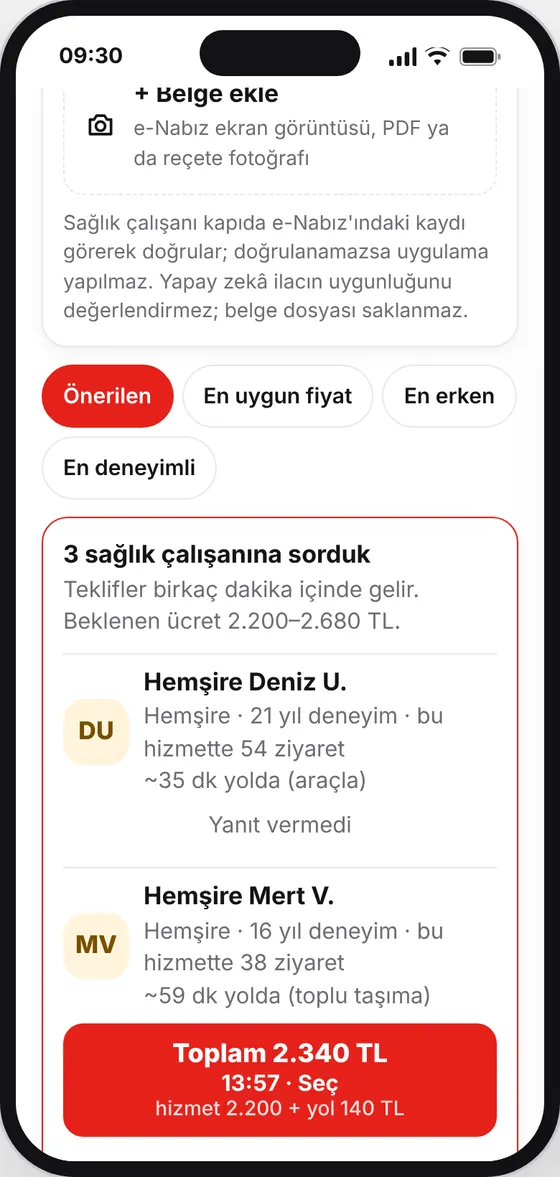 09:30
+ Belge ekle
e-Nabız ekran görüntüsü, PDF ya
da reçete fotoğrafı
Sağlık çalışanı kapıda e-Nabız'ındaki kaydı
görerek doğrular; doğrulanamazsa uygulama
yapılmaz. Yapay zekâ ilacın uygunluğunu
değerlendirmez; belge dosyası saklanmaz.
Önerilen
En uygun fiyat
En erken
En deneyimli
3 sağlık çalışanına sorduk
Teklifler birkaç dakika içinde gelir.
Beklenen ücret 2.200–2.680 TL.
DU
Hemşire Deniz U.
Hemşire · 21 yıl deneyim · bu
hizmette 54 ziyaret
~35 dk yolda (araçla)
Yanıt vermedi
MV
Hemşire Mert V.
Hemşire · 16 yıl deneyim · bu
hizmette 38 ziyaret
~59 dk yolda (toplu taşıma)
Toplam 2.340 TL
13:57 · Seç
hizmet 2.200 + yol 140 TL